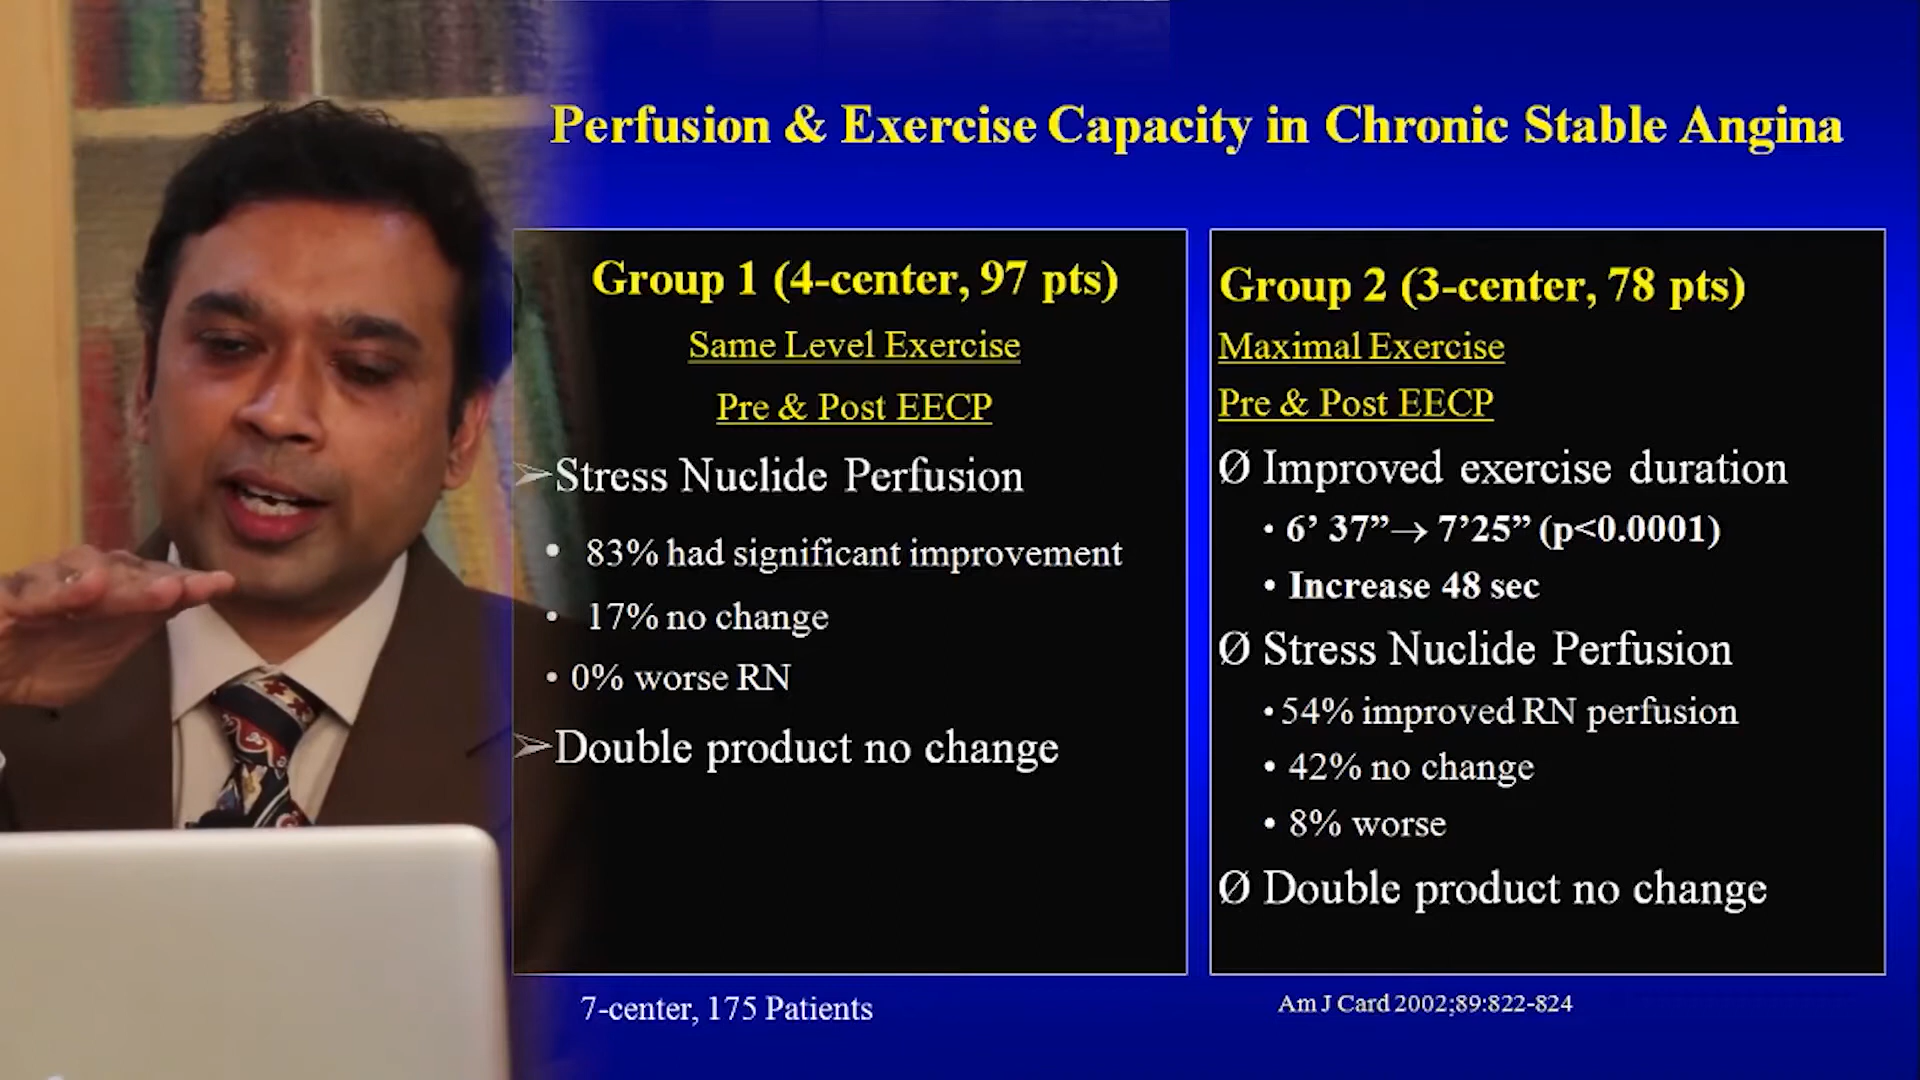 Perfusion & Exercise Capacity in Chronic Stable Angina
Group 1 (4-center, 97 pts)
Same Level Exercise
Pre & Post EECP
➢Stress Nuclide Perfusion
• 83% had significant improvement
• 17% no change
• 0% worse RN
➢Double product no change
Group 2 (3-center, 78 pts)
Maximal Exercise
Pre & Post EECP
Ø Improved exercise duration
• 6’ 37”→ 7’25” (p<0.0001)
• Increase 48 sec
Ø Stress Nuclide Perfusion
• 54% improved RN perfusion
• 42% no change
• 8% worse
Ø Double product no change
7-center, 175 Patients
Am J Card 2002;89:822-824